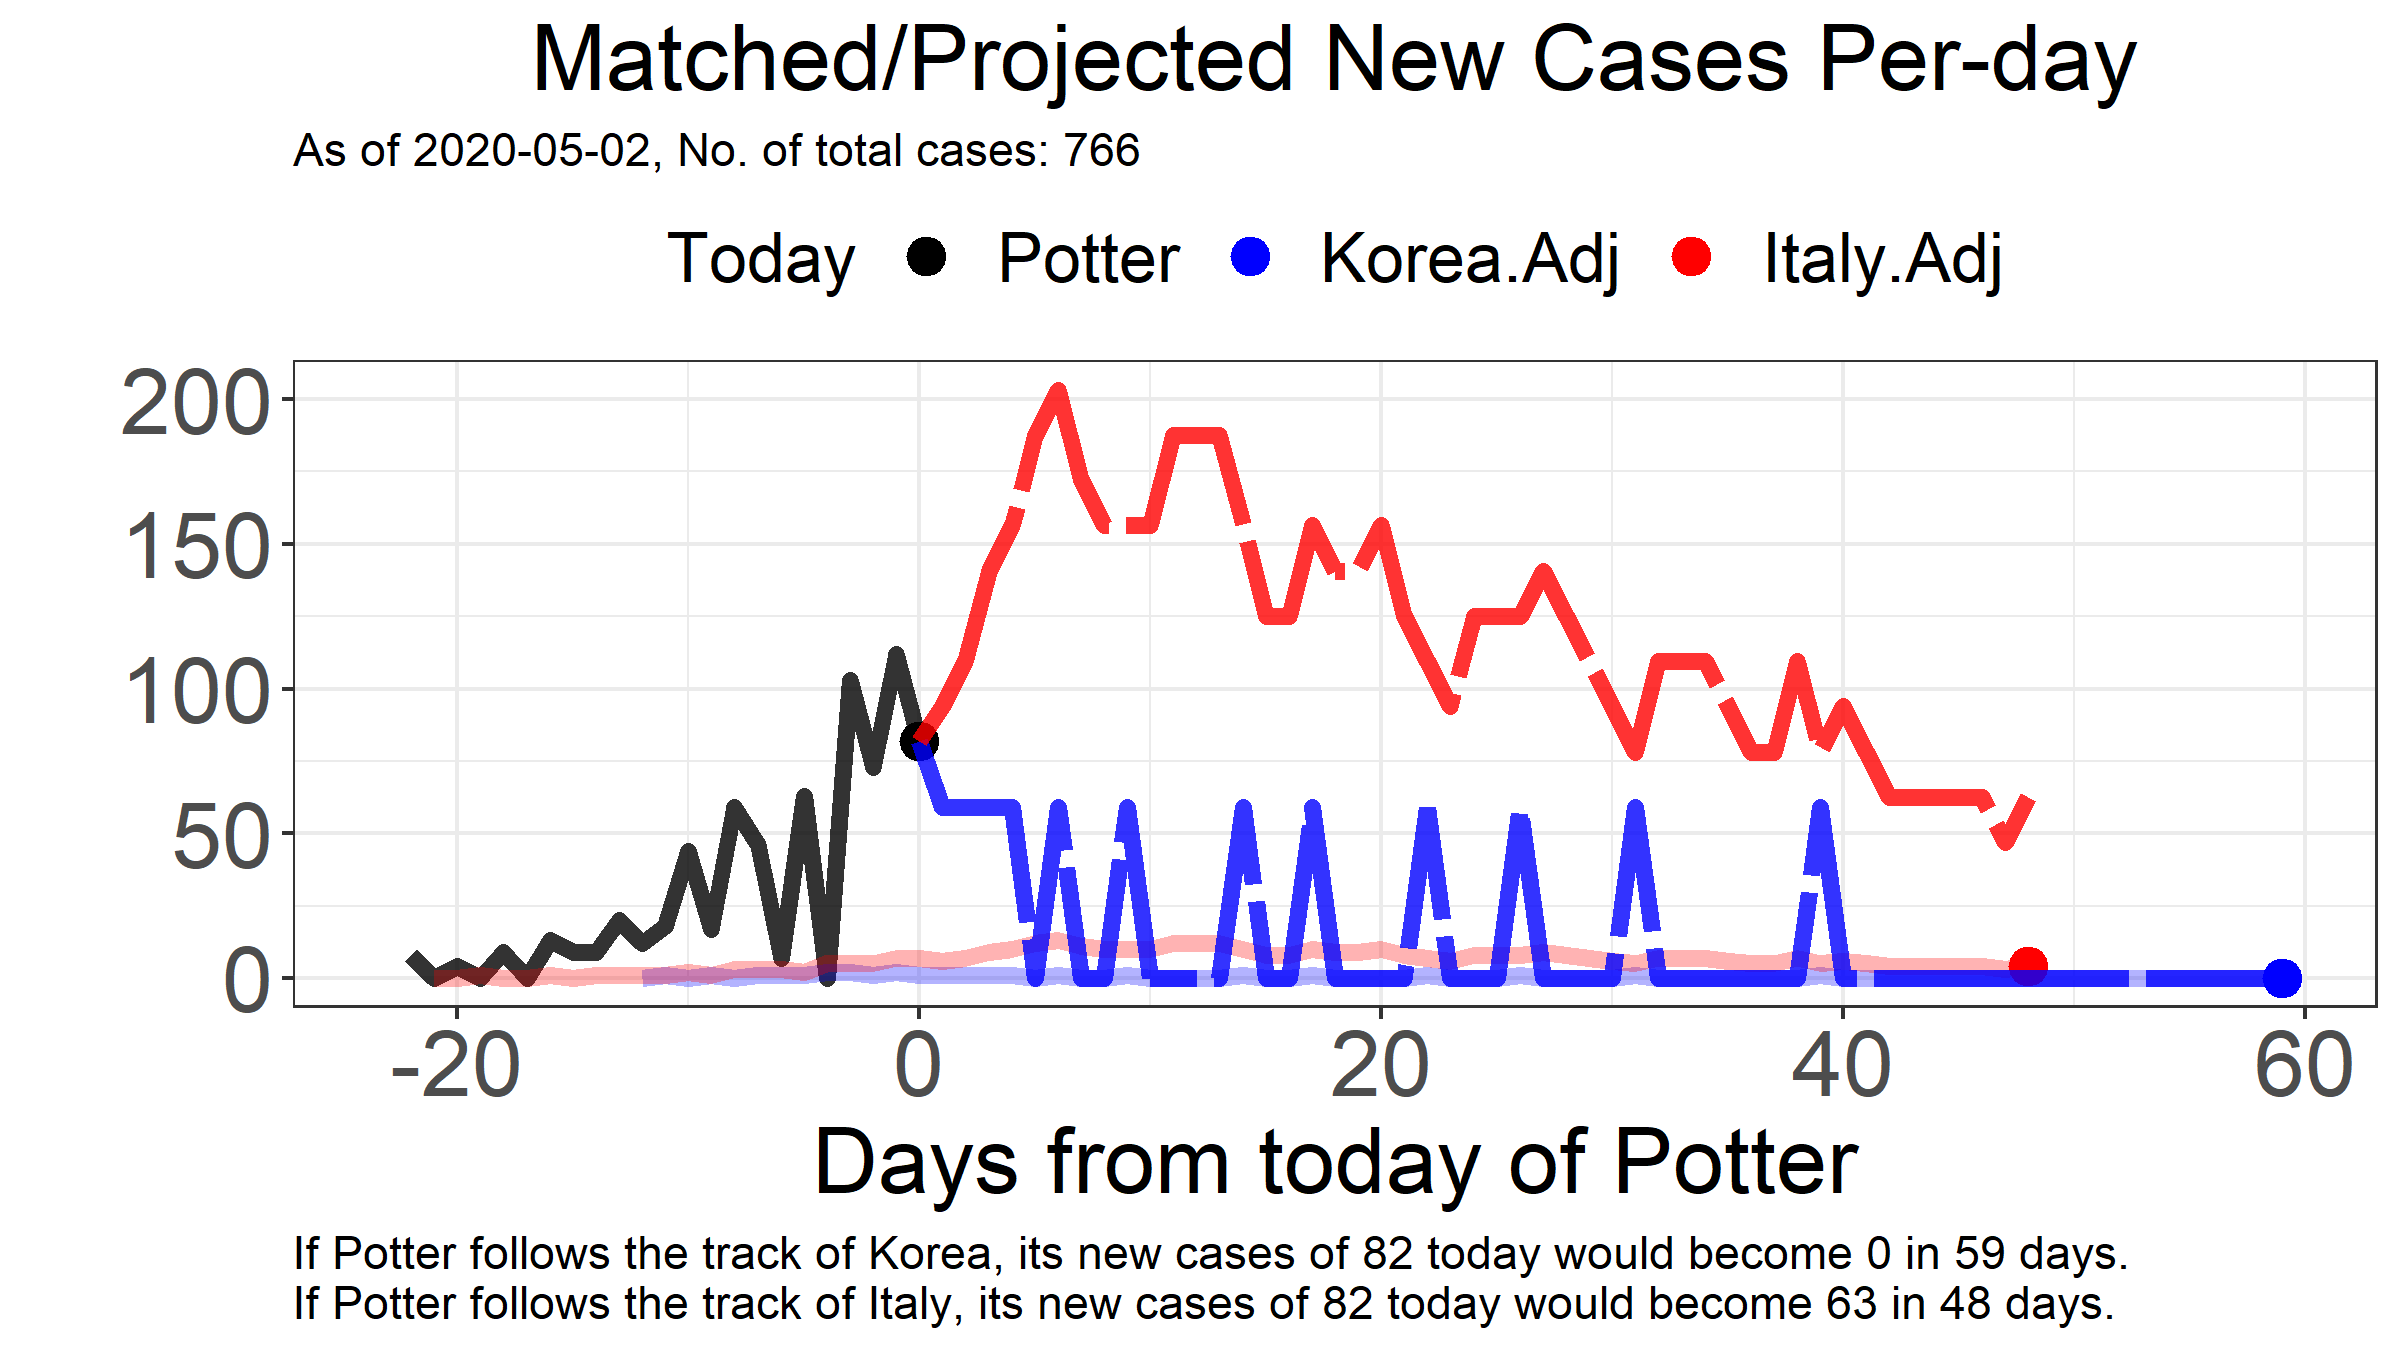 Matched/Projected New Cases Per-day
As of 2020-05-02, No. of total cases: 766
Today Potter Korea.Adj Italy.Adj
200
150
100
50
0
-20 0 20 40 60
Days from today of Potter
If Potter follows the track of Korea, its new cases of 82 today would become 0 in 59 days.
If Potter follows the track of Italy, its new cases of 82 today would become 63 in 48 days.